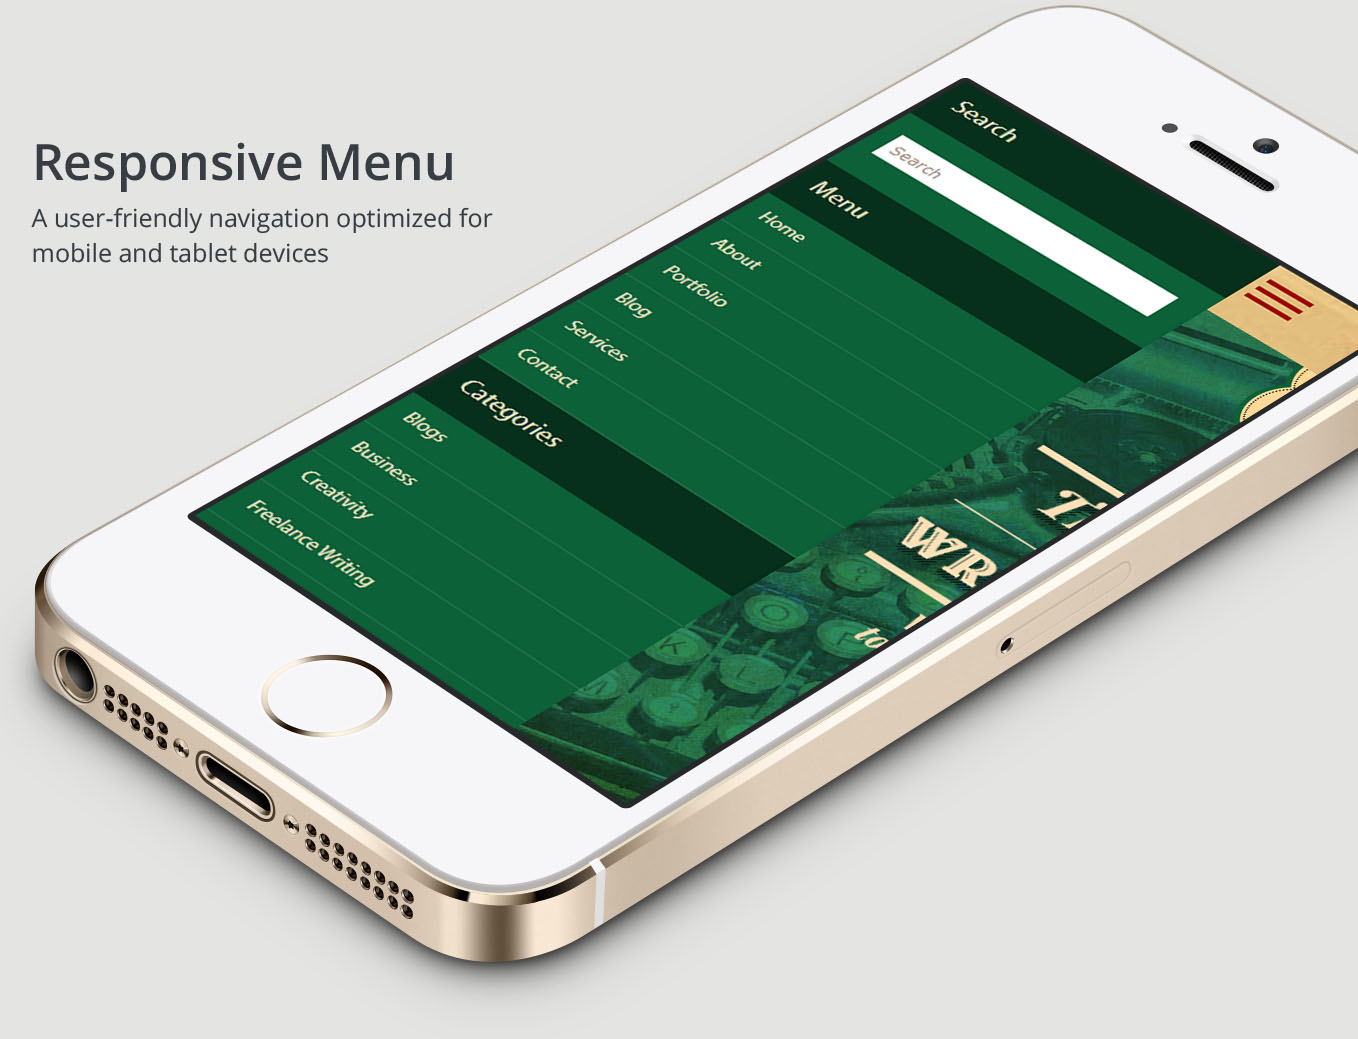 Responsive Menu
A user-friendly navigation optimized for
mobile and tablet devices
Search
Search
Menu
Home
About
Portfolio
Blog
Services
Contact
Categories
Blogs
Business
Creativity
Freelance Writing
WR
to